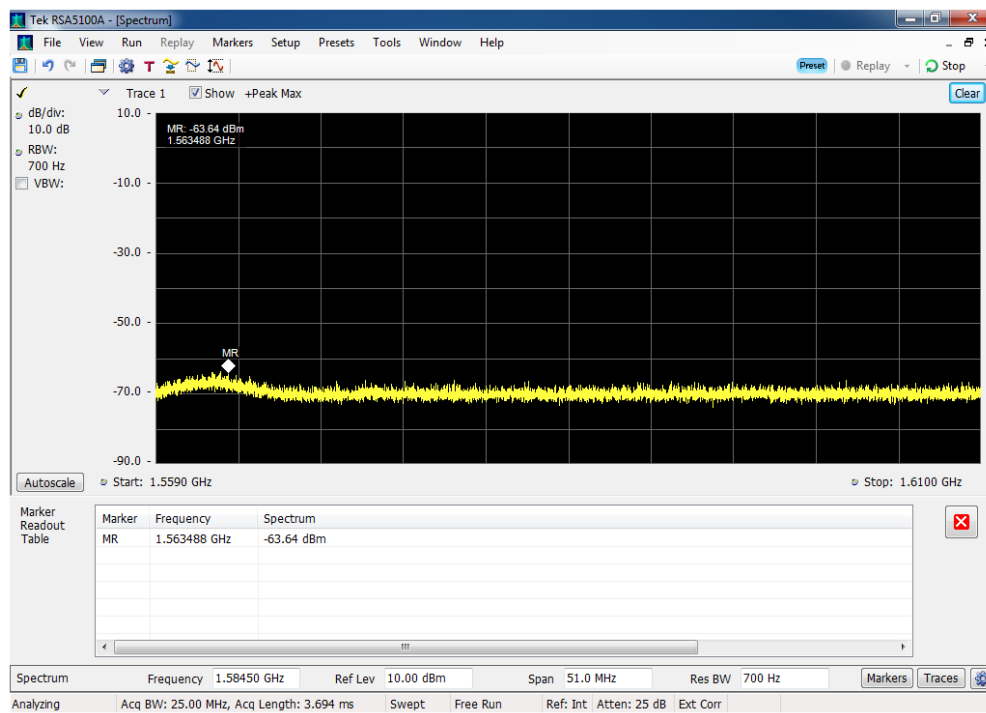 Tek RSA5100A - [Spectrum]
File View Run Replay Markers Setup Presets Tools Window Help
T Preset Replay Stop
Trace 1 Show +Peak Max Clear
dB/div:
10.0 dB
RBW:
700 Hz
VBW:
10.0 -
-10.0 -
-30.0 -
-50.0 -
-70.0 -
-90.0 -
MR: -63.64 dBm
1.563488 GHz
MR
Autoscale Start: 1.5590 GHz Stop: 1.6100 GHz
Marker
Readout
Table
Marker Frequency Spectrum
MR 1.563488 GHz -63.64 dBm
Spectrum Frequency 1.58450 GHz Ref Lev 10.00 dBm Span 51.0 MHz Res BW 700 Hz Markers Traces
Analyzing Acq BW: 25.00 MHz, Acq Length: 3.694 ms Swept Free Run Ref: Int Atten: 25 dB Ext Corr